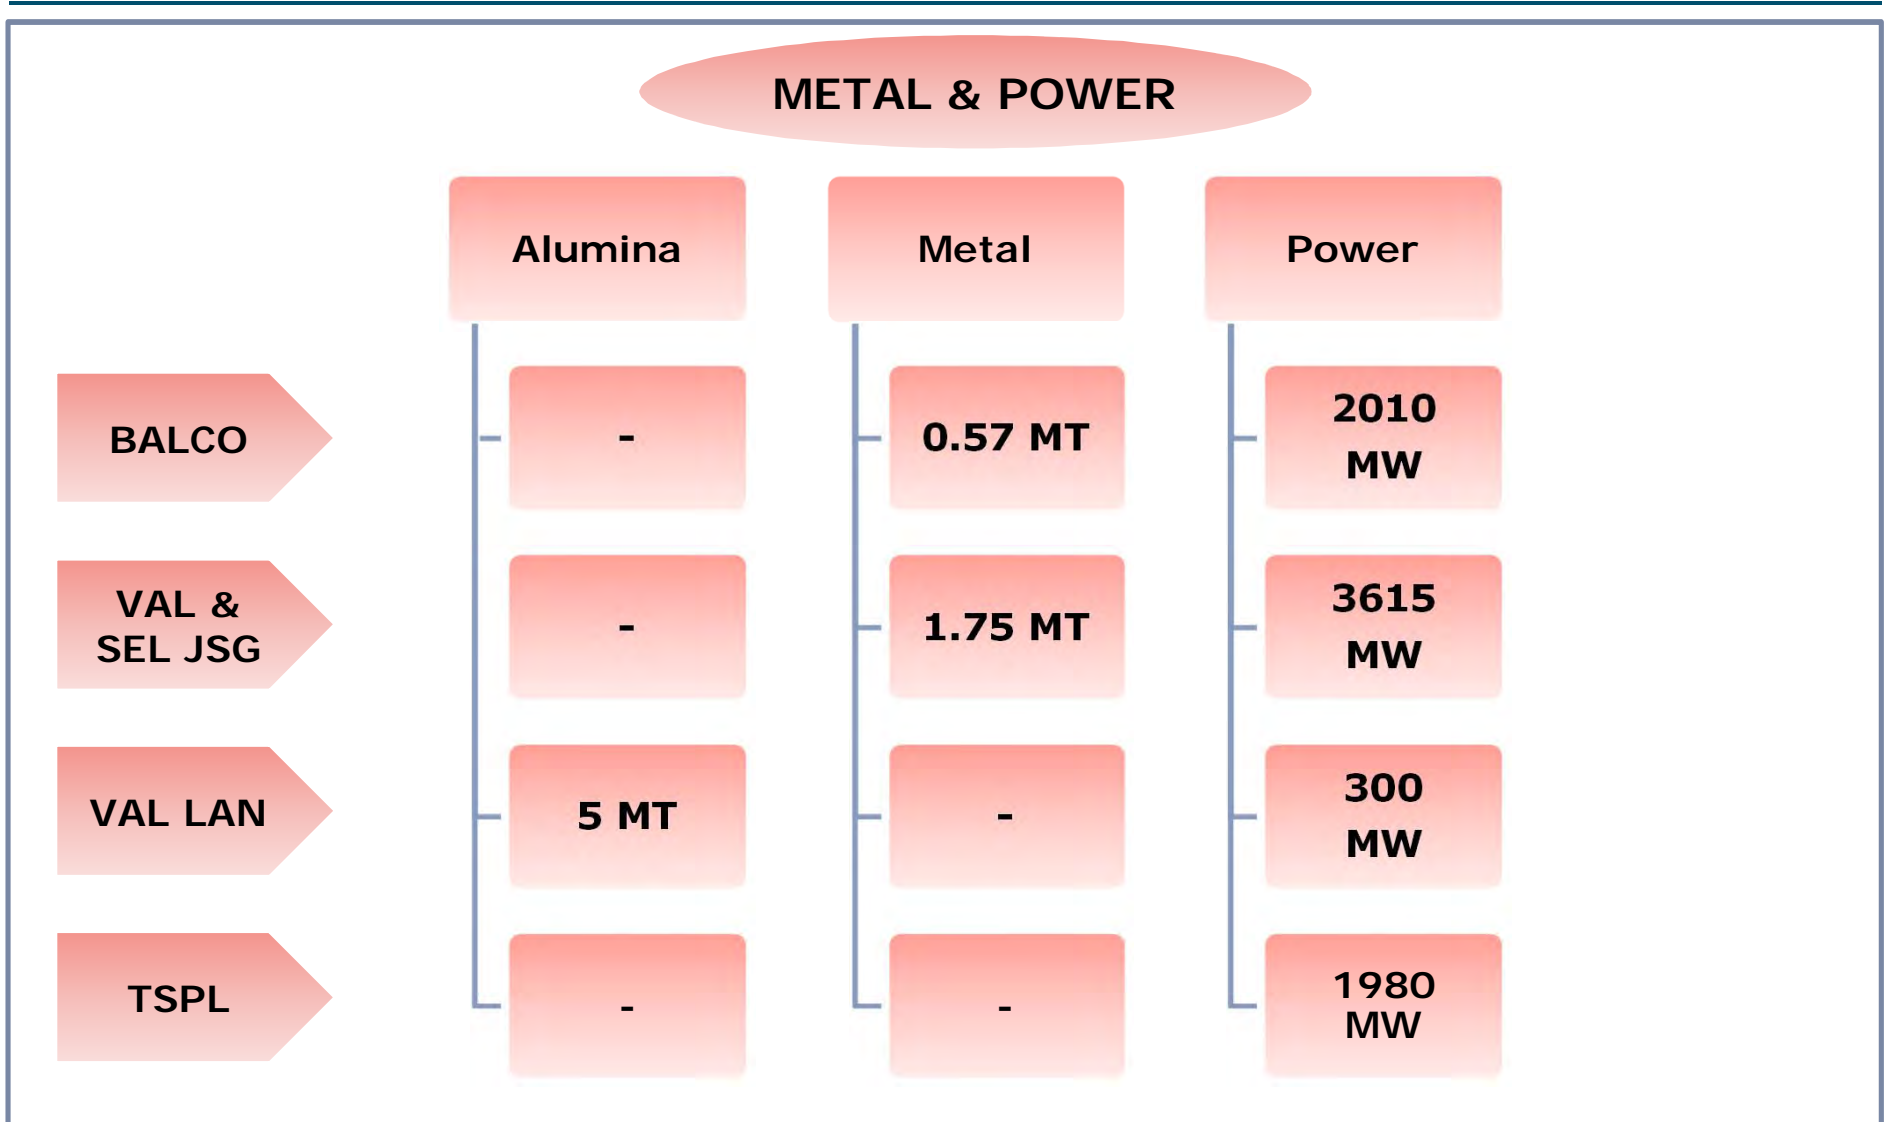 METAL & POWER
Alumina
Metal
Power
BALCO
-
0.57 MT
2010
MW
VAL &
SEL JSG
-
1.75 MT
3615
MW
VAL LAN
5 MT
-
300
MW
TSPL
-
-
1980
MW